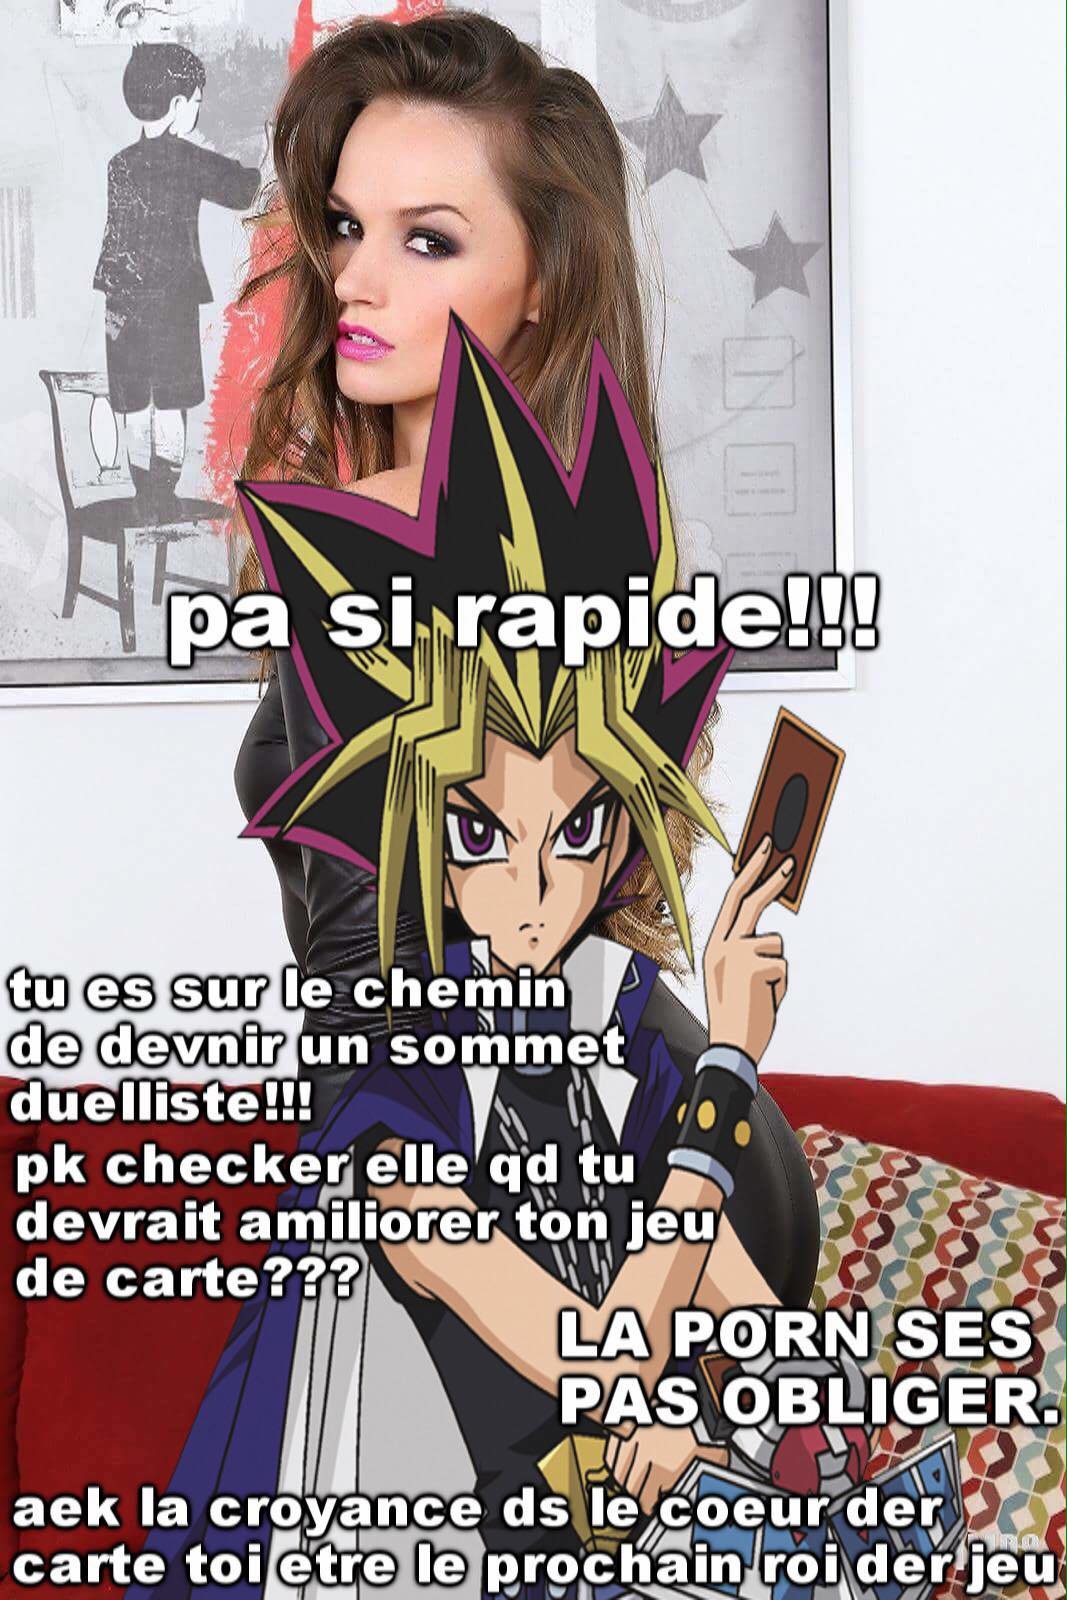 pa si rapide!!!
tu es sur le chemin
de devnir un sommet
duelliste!!!
pk checker elle qd tu
devrait amiliorer ton jeu
de carte???
LA PORN SES
PAS OBLIGER.
aek la croyance ds le coeur der
carte toi etre le prochain roi der jeu